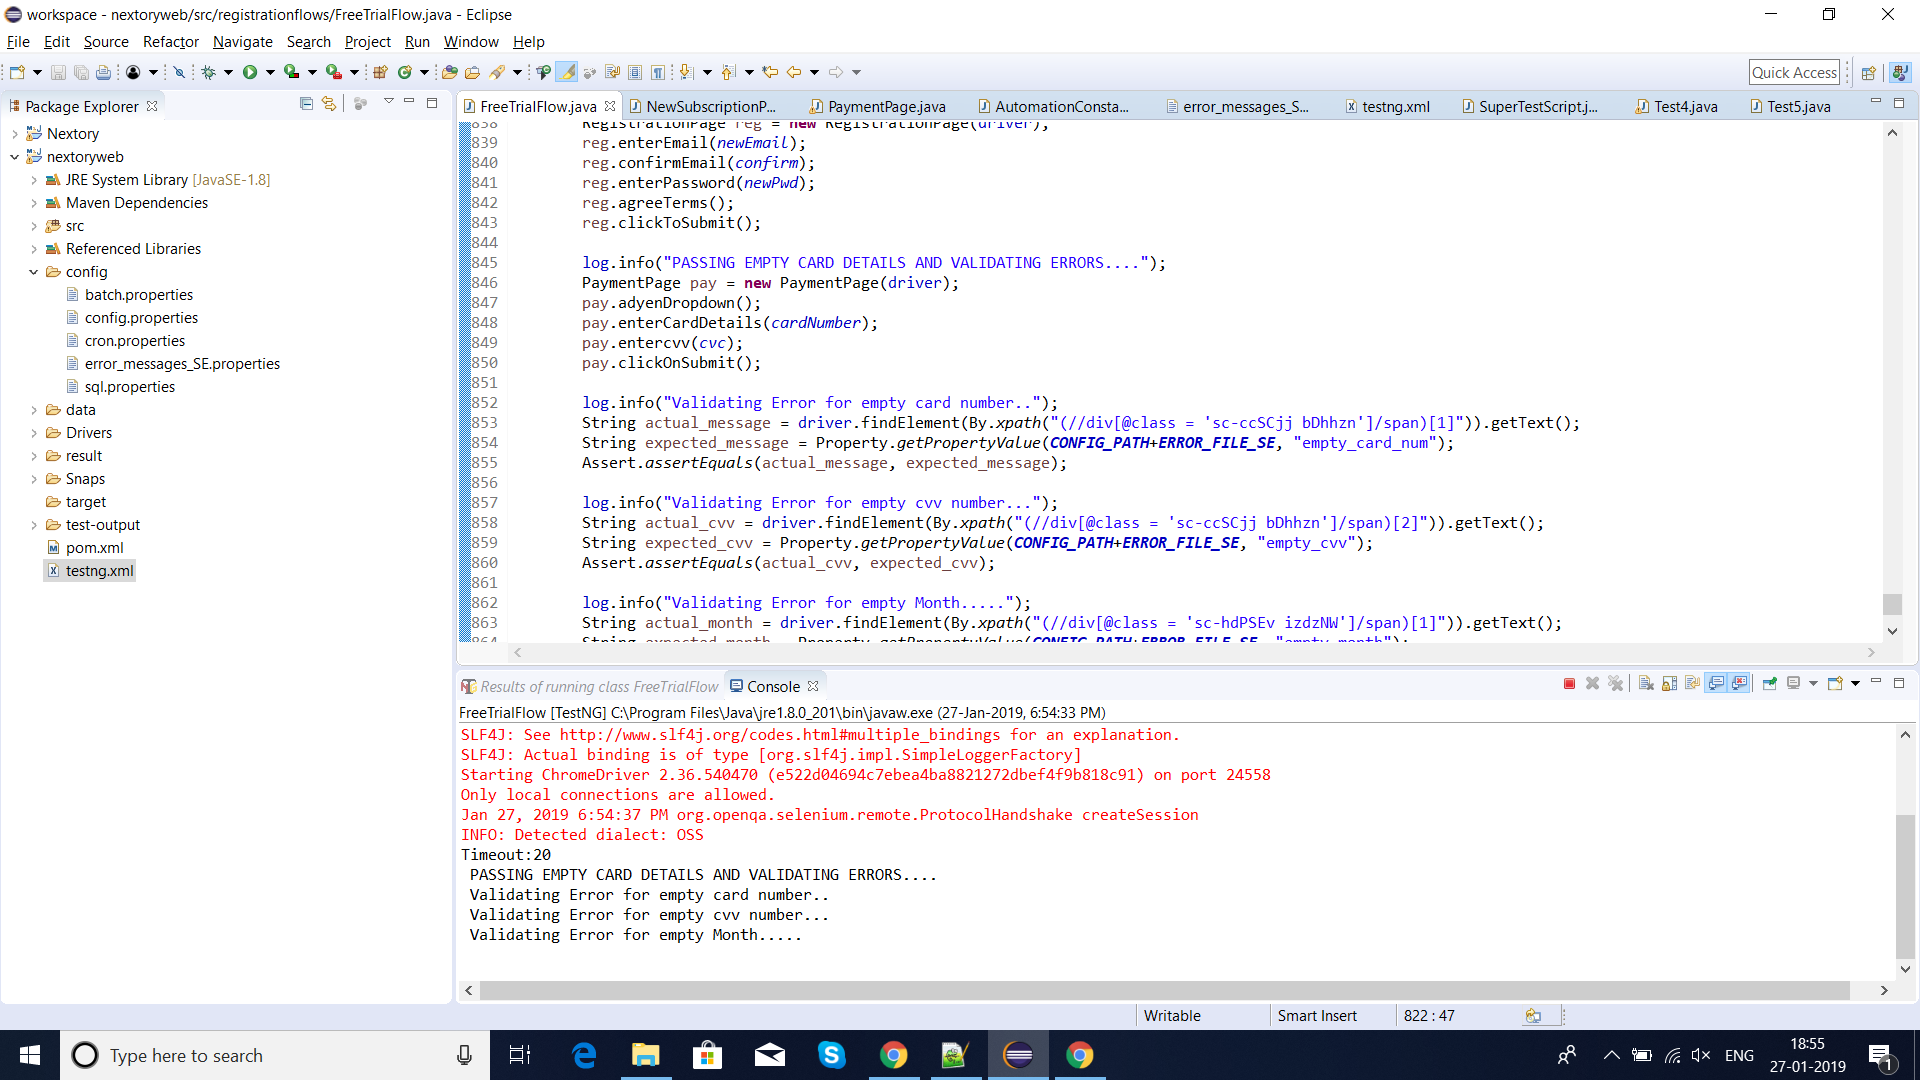 workspace - nextoryweb/src/registrationflows/FreeTrialFlow.java - Eclipse
File Edit Source Refactor Navigate Search Project Run Window Help
Quick Access
Package Explorer
FreeTrialFlow.java NewSubscriptionP... PaymentPage.java AutomationConsta... error_messages_S... testng.xml SuperTestScript.j... Test4.java Test5.java
Nextory
nextoryweb
JRE System Library [JavaSE-1.8]
Maven Dependencies
src
Referenced Libraries
config
batch.properties
config.properties
cron.properties
error_messages_SE.properties
sql.properties
data
Drivers
result
Snaps
target
test-output
pom.xml
testng.xml
838 RegistrationPage reg = new RegistrationPage(driver);
839 reg.enterEmail(newEmail);
840 reg.confirmEmail(confirm);
841 reg.enterPassword(newPwd);
842 reg.agreeTerms();
843 reg.clickToSubmit();
844
845 log.info("PASSING EMPTY CARD DETAILS AND VALIDATING ERRORS....");
846 PaymentPage pay = new PaymentPage(driver);
847 pay.adyenDropdown();
848 pay.enterCardDetails(cardNumber);
849 pay.entercvv(cvc);
850 pay.clickOnSubmit();
851
852 log.info("Validating Error for empty card number..");
853 String actual_message = driver.findElement(By.xpath("(//div[@class = 'sc-ccSCjj bDhhzn']/span)[1]")).getText();
854 String expected_message = Property.getPropertyValue(CONFIG_PATH+ERROR_FILE_SE, "empty_card_num");
855 Assert.assertEquals(actual_message, expected_message);
856
857 log.info("Validating Error for empty cvv number...");
858 String actual_cvv = driver.findElement(By.xpath("(//div[@class = 'sc-ccSCjj bDhhzn']/span)[2]")).getText();
859 String expected_cvv = Property.getPropertyValue(CONFIG_PATH+ERROR_FILE_SE, "empty_cvv");
860 Assert.assertEquals(actual_cvv, expected_cvv);
861
862 log.info("Validating Error for empty Month.....");
863 String actual_month = driver.findElement(By.xpath("(//div[@class = 'sc-hdPSEv izdzNW']/span)[1]")).getText();
864 String expected_month = Property.getPropertyValue(CONFIG_PATH+ERROR_FILE_SE, "empty_month");
Results of running class FreeTrialFlow Console
FreeTrialFlow [TestNG] C:\Program Files\Java\jre1.8.0_201\bin\javaw.exe (27-Jan-2019, 6:54:33 PM)
SLF4J: See http://www.slf4j.org/codes.html#multiple_bindings for an explanation.
SLF4J: Actual binding is of type [org.slf4j.impl.SimpleLoggerFactory]
Starting ChromeDriver 2.36.540470 (e522d04694c7ebea4ba8821272dbef4f9b818c91) on port 24558
Only local connections are allowed.
Jan 27, 2019 6:54:37 PM org.openqa.selenium.remote.ProtocolHandshake createSession
INFO: Detected dialect: OSS
Timeout:20
PASSING EMPTY CARD DETAILS AND VALIDATING ERRORS....
Validating Error for empty card number..
Validating Error for empty cvv number...
Validating Error for empty Month.....
Writable Smart Insert 822 : 47
Type here to search
ENG
18:55
27-01-2019
1